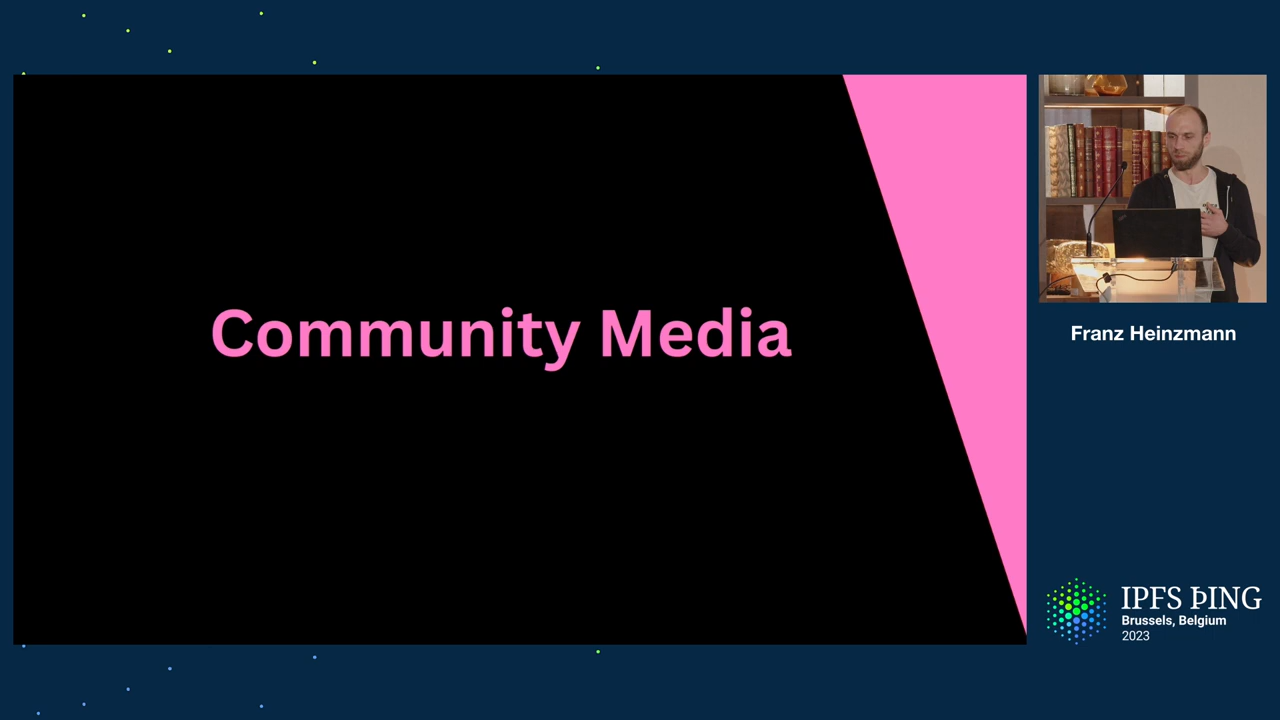 Community Media
Franz Heinzmann
IPFS ÞING
Brussels, Belgium
2023